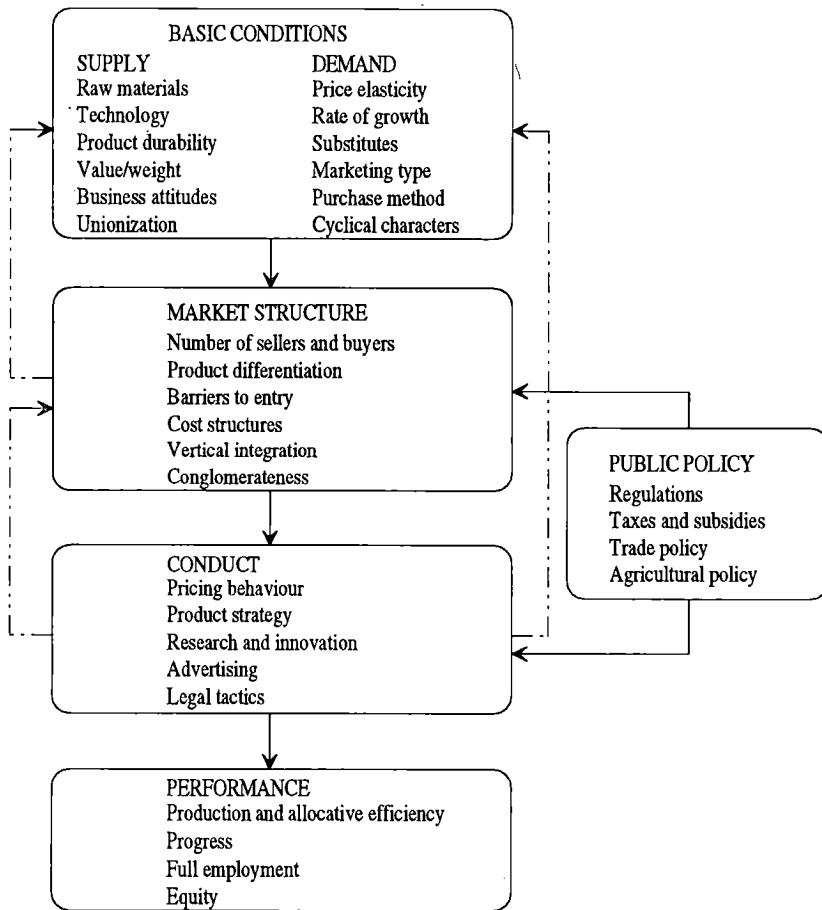 BASIC CONDITIONS
SUPPLY
Raw materials
Technology
Product durability
Value/weight
Business attitudes
Unionization
DEMAND
Price elasticity
Rate of growth
Substitutes
Marketing type
Purchase method
Cyclical characters
MARKET STRUCTURE
Number of sellers and buyers
Product differentiation
Barriers to entry
Cost structures
Vertical integration
Conglomerateness
PUBLIC POLICY
Regulations
Taxes and subsidies
Trade policy
Agricultural policy
CONDUCT
Pricing behaviour
Product strategy
Research and innovation
Advertising
Legal tactics
PERFORMANCE
Production and allocative efficiency
Progress
Full employment
Equity